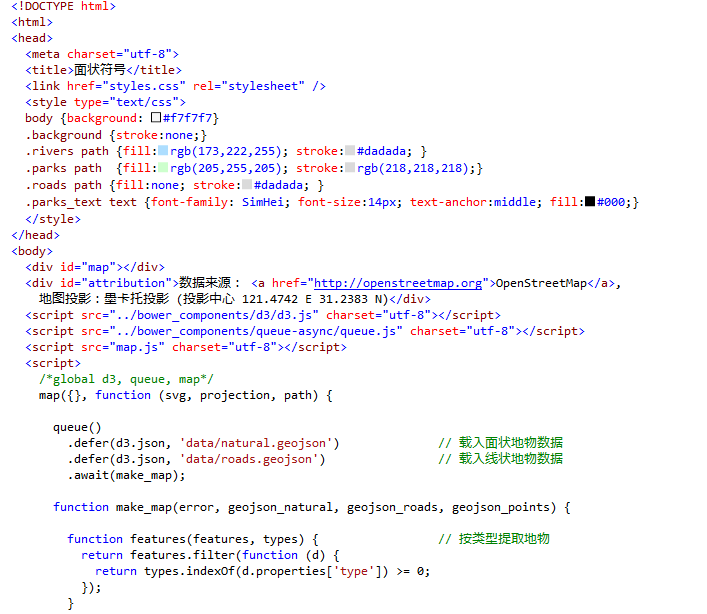 <!DOCTYPE html>
<html>
<head>
  <meta charset="utf-8">
  <title>面状符号</title>
  <link href="styles.css" rel="stylesheet" />
  <style type="text/css">
  body {background: #f7f7f7}
  .background {stroke:none;}
  .rivers path {fill:rgb(173,222,255); stroke:#dadada; }
  .parks path  {fill:rgb(205,255,205); stroke:rgb(218,218,218);}
  .roads path {fill:none; stroke:#dadada; }
  .parks_text text {font-family: SimHei; font-size:14px; text-anchor:middle; fill:#000;}
  </style>
</head>
<body>
  <div id="map"></div>
  <div id="attribution">数据来源： <a href="http://openstreetmap.org">OpenStreetMap</a>,
    地图投影：墨卡托投影 (投影中心 121.4742 E 31.2383 N)</div>
  <script src="../bower_components/d3/d3.js" charset="utf-8"></script>
  <script src="../bower_components/queue-async/queue.js" charset="utf-8"></script>
  <script src="map.js" charset="utf-8"></script>
  <script>
    /*global d3, queue, map*/
    map({}, function (svg, projection, path) {

      queue()
        .defer(d3.json, 'data/natural.geojson')              // 载入面状地物数据
        .defer(d3.json, 'data/roads.geojson')                // 载入线状地物数据
        .await(make_map);

      function make_map(error, geojson_natural, geojson_roads, geojson_points) {

        function features(features, types) {                 // 按类型提取地物
          return features.filter(function (d) {
            return types.indexOf(d.properties['type']) >= 0;
          });
        }